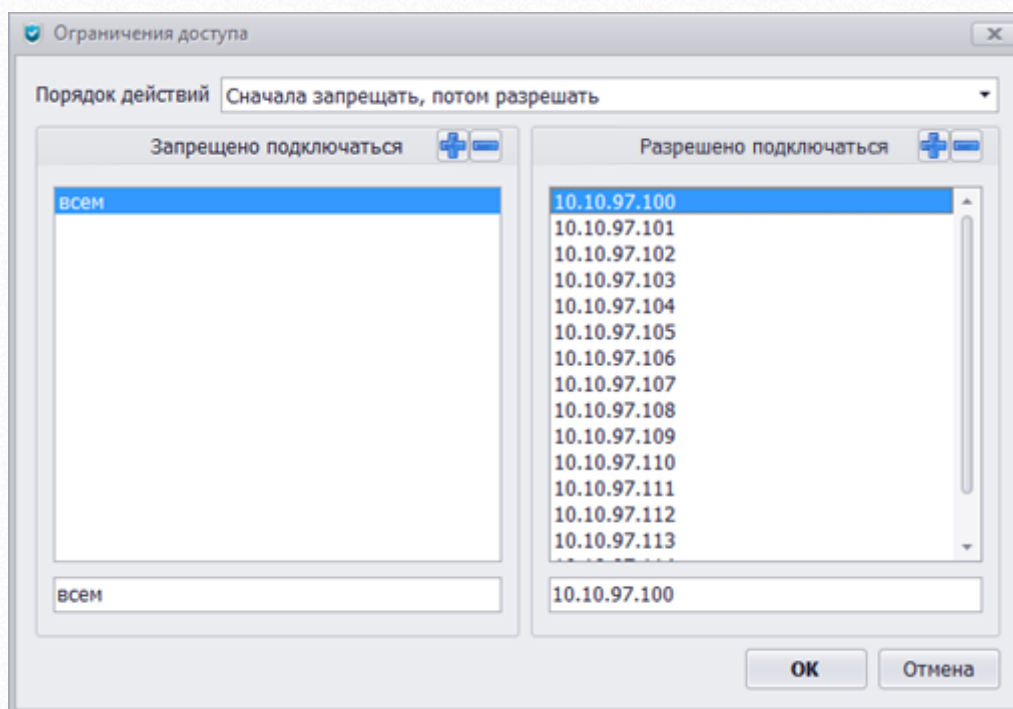 Ограничения доступа
Порядок действий Сначала запрещать, потом разрешать
Запрещено подключаться
Разрешено подключаться
всем
10.10.97.100
10.10.97.101
10.10.97.102
10.10.97.103
10.10.97.104
10.10.97.105
10.10.97.106
10.10.97.107
10.10.97.108
10.10.97.109
10.10.97.110
10.10.97.111
10.10.97.112
10.10.97.113
всем
10.10.97.100
OK
Отмена